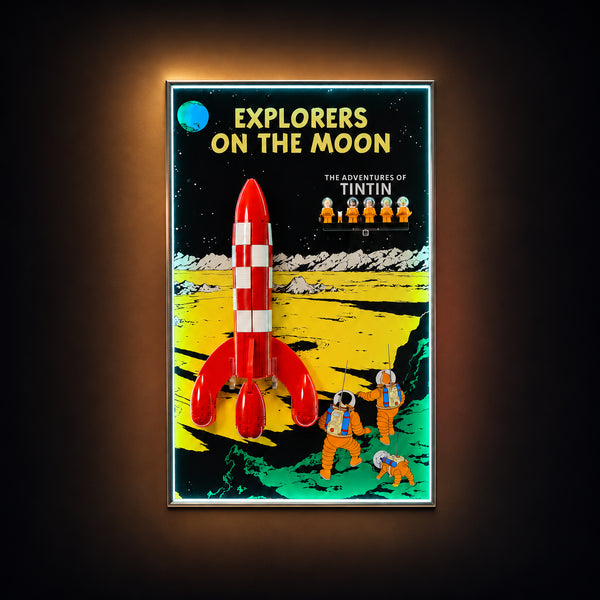 EXPLORERS
ON THE MOON
THE ADVENTURES OF
TINTIN